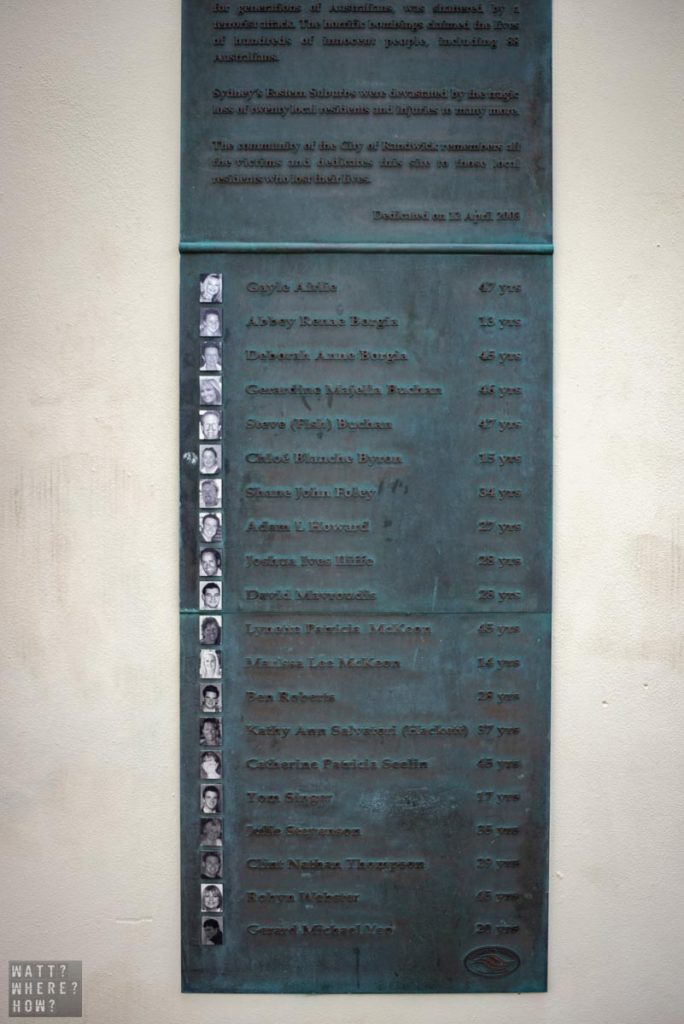 for generations of Australians, was shattered by a
terrorist attack. The horrific bombings claimed the lives
of hundreds of innocent people, including 88
Australians.
Sydney's Eastern Suburbs were devastated by the tragic
loss of twenty local residents and injuries to many more.
The community of the City of Randwick remembers all
the victims and dedicates this site to those local
residents who lost their lives.
Dedicated on 12 April 2003
Gayle Airlie 47 yrs
Abbey Renae Borgia 13 yrs
Deborah Anne Borgia 45 yrs
Gerardine Majella Buchan 46 yrs
Steve (Fish) Buchan 47 yrs
Chloë Blanche Byron 15 yrs
Shane John Foley 34 yrs
Adam L Howard 27 yrs
Joshua Ives Iliffe 28 yrs
David Mavroudis 28 yrs
Lynette Patricia McKeon 45 yrs
Marissa Lee McKeon 14 yrs
Ben Roberts 28 yrs
Kathy Ann Salvatori (Hackett) 37 yrs
Catherine Patricia Seelin 45 yrs
Tom Singer 17 yrs
Julie Stevenson 35 yrs
Clint Nathan Thompson 29 yrs
Robyn Webster 45 yrs
Gerard Michael Yeo 20 yrs
WATT?
WHERE?
HOW?